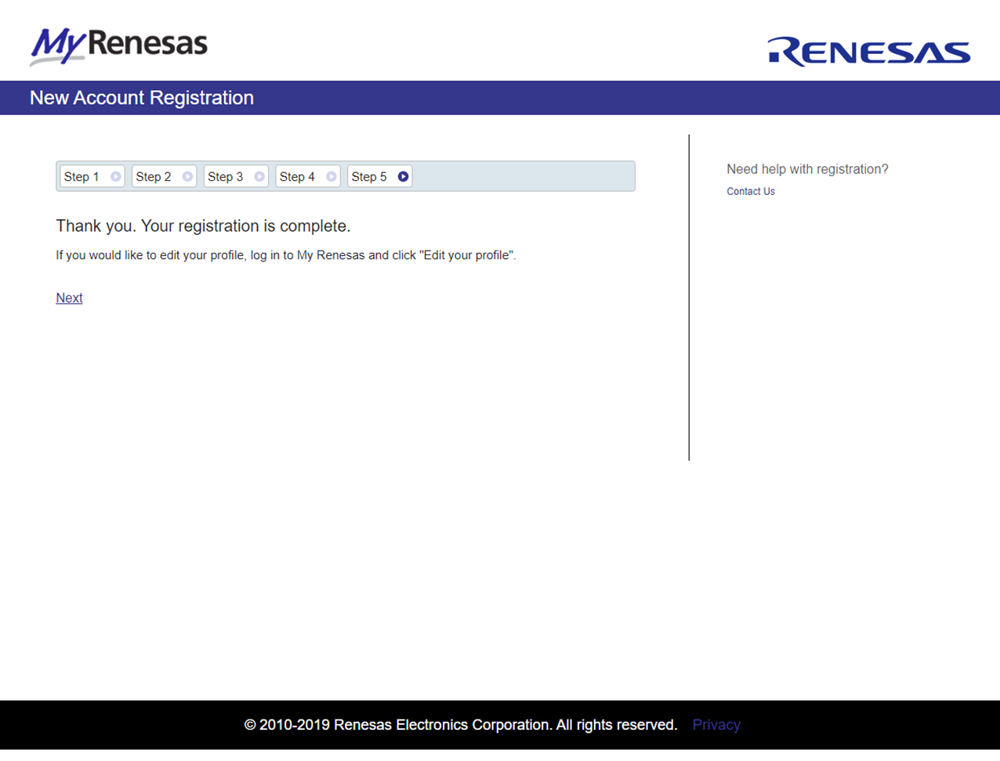 MyRenesas
RENESAS
New Account Registration
Step 1 Step 2 Step 3 Step 4 Step 5
Thank you. Your registration is complete.
If you would like to edit your profile, log in to My Renesas and click "Edit your profile".
Next
Need help with registration?
Contact Us
© 2010-2019 Renesas Electronics Corporation. All rights reserved. Privacy